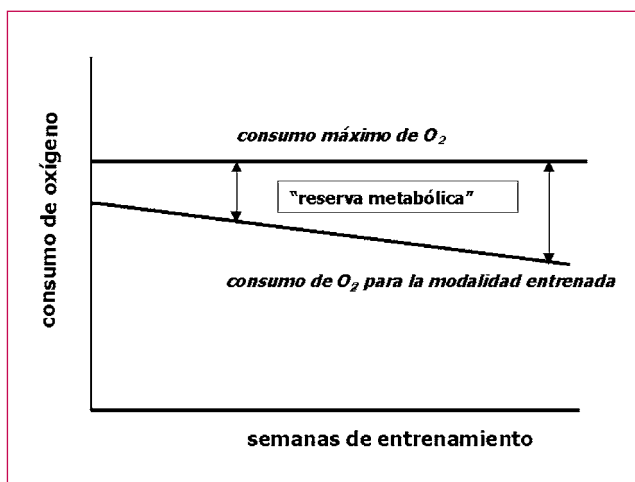 consumo máximo de O₂
consumo de oxígeno
"reserva metabólica"
consumo de O₂ para la modalidad entrenada
semanas de entrenamiento